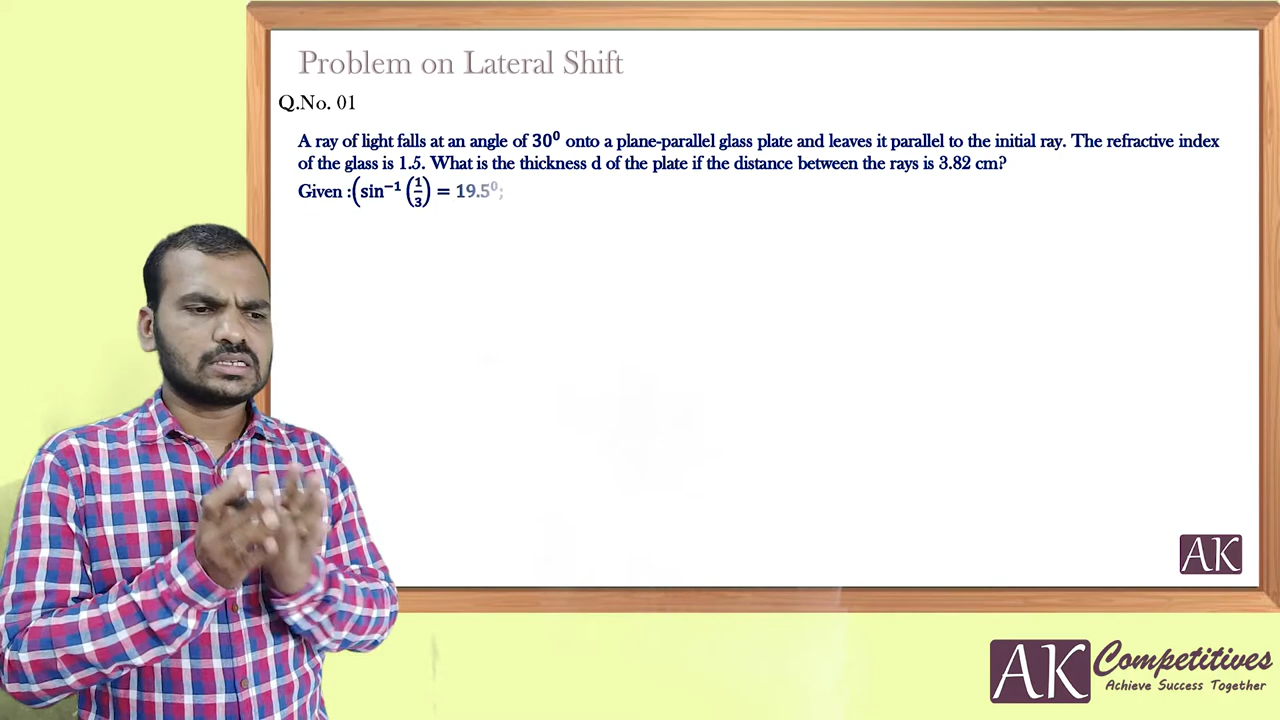 Problem on Lateral Shift
Q.No. 01
A ray of light falls at an angle of 30⁰ onto a plane-parallel glass plate and leaves it parallel to the initial ray. The refractive index
of the glass is 1.5. What is the thickness d of the plate if the distance between the rays is 3.82 cm?
Given :(sin⁻¹ (1/3) = 19.5⁰;
AK
AK Competitives
Achieve Success Together